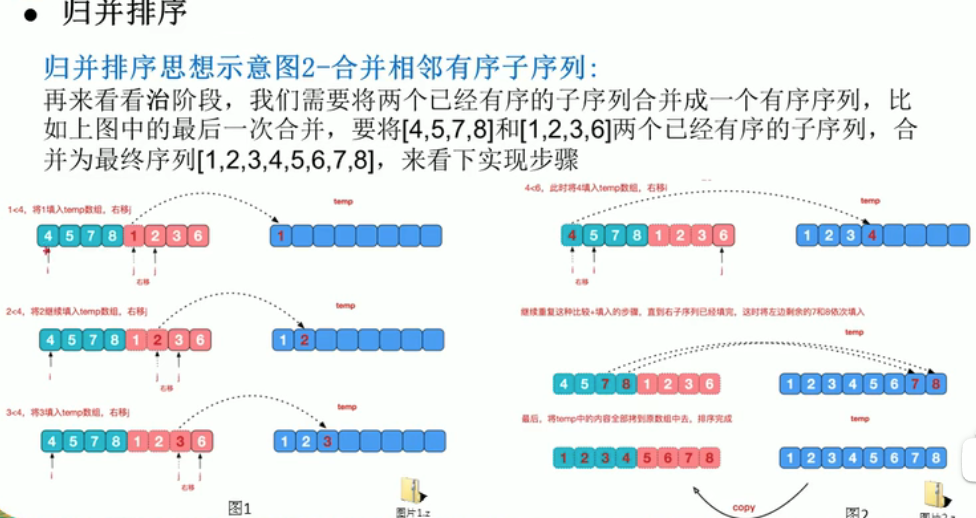 • 归并排序
归并排序思想示意图2-合并相邻有序子序列:
再来看看治阶段，我们需要将两个已经有序的子序列合并成一个有序序列，比
如上图中的最后一次合并，要将[4,5,7,8]和[1,2,3,6]两个已经有序的子序列，合
并为最终序列[1,2,3,4,5,6,7,8]，来看下实现步骤
1<4，将1填入temp数组，右移j
temp
4 5 7 8 1 2 3 6
1
i j j
右移
2<4，将2继续填入temp数组，右移j
temp
4 5 7 8 1 2 3 6
1 2
i j j
右移
3<4，将3填入temp数组，右移j
temp
4 5 7 8 1 2 3 6
1 2 3
i j j
右移
图1
图片1.z
4<6，此时将4填入temp数组，右移i
temp
4 5 7 8 1 2 3 6
1 2 3 4
i i j
右移
继续重复这种比较+填入的步骤，直到右子序列已经填完，这时将左边剩余的7和8依次填入
temp
4 5 7 8 1 2 3 6
1 2 3 4 5 6 7 8
最后，将temp中的内容全部拷到原数组中去，排序完成
temp
1 2 3 4 5 6 7 8
1 2 3 4 5 6 7 8
copy
图2